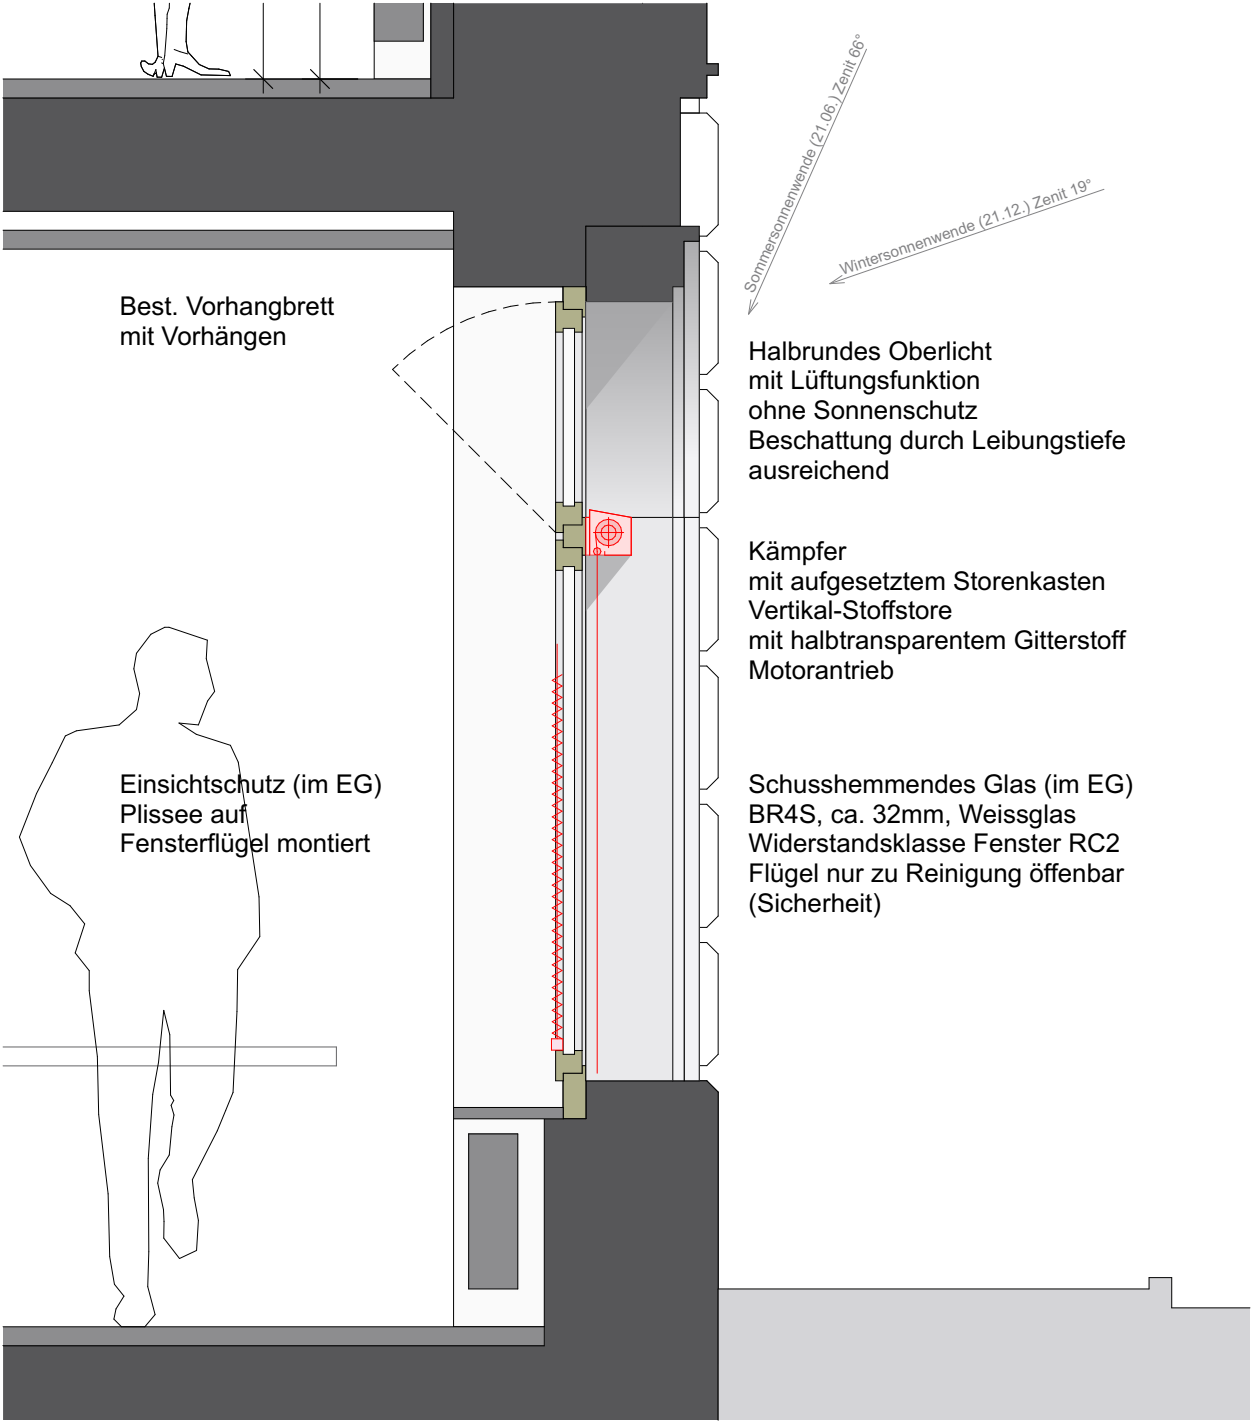 Sommersonnenwende (21.06.) Zenit 66°
Wintersonnenwende (21.12.) Zenit 19°
Best. Vorhangbrett
mit Vorhängen
Halbrundes Oberlicht
mit Lüftungsfunktion
ohne Sonnenschutz
Beschattung durch Leibungstiefe
ausreichend
Kämpfer
mit aufgesetztem Storenkasten
Vertikal-Stoffstore
mit halbtransparentem Gitterstoff
Motorantrieb
Einsichtschutz (im EG)
Plissee auf
Fensterflügel montiert
Schusshemmendes Glas (im EG)
BR4S, ca. 32mm, Weissglas
Widerstandsklasse Fenster RC2
Flügel nur zu Reinigung öffenbar
(Sicherheit)